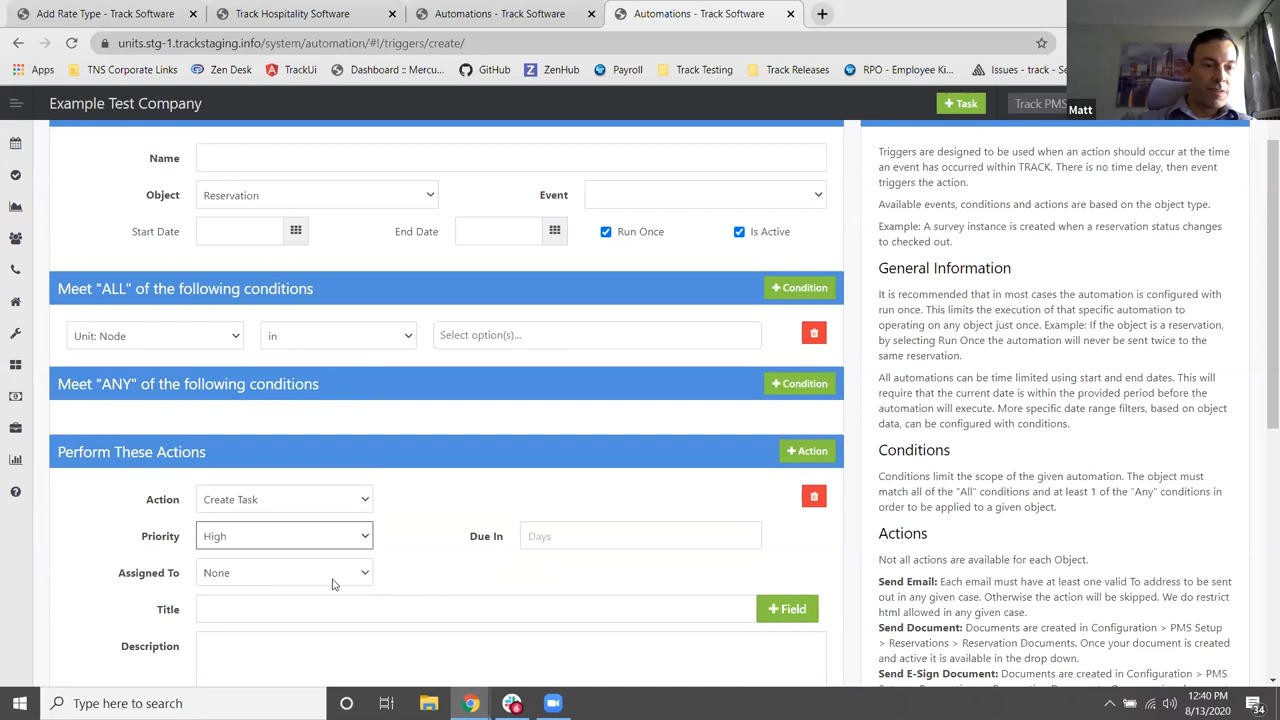 Add Rate Type - Track Software
Track Hospitality Software
Automations - Track Software
Automations - Track Software
units.stg-1.trackstaging.info/system/automation/#!/triggers/create/
Apps
TNS Corporate Links
Zen Desk
TrackUi
Dashboard :: Mercu...
GitHub
ZenHub
Payroll
Track Testing
Track Releases
RPO - Employee Ki...
Issues - track - Se
Matt
Example Test Company
+ Task
Track PMS
Name
Object
Reservation
Event
Start Date
End Date
Run Once
Is Active
Meet "ALL" of the following conditions
+ Condition
Unit: Node
in
Select option(s)...
Meet "ANY" of the following conditions
+ Condition
Perform These Actions
+ Action
Action
Create Task
Priority
High
Due In
Days
Assigned To
None
Title
+ Field
Description
Triggers are designed to be used when an action should occur at the time
an event has occurred within TRACK. There is no time delay, then event
triggers the action.
Available events, conditions and actions are based on the object type.
Example: A survey instance is created when a reservation status changes
to checked out.
General Information
It is recommended that in most cases the automation is configured with
run once. This limits the execution of that specific automation to
operating on any object just once. Example: If the object is a reservation,
by selecting Run Once the automation will never be sent twice to the
same reservation.
All automations can be time limited using start and end dates. This will
require that the current date is within the provided period before the
automation will execute. More specific date range filters, based on object
data, can be configured with conditions.
Conditions
Conditions limit the scope of the given automation. The object must
match all of the "All" conditions and at least 1 of the "Any" conditions in
order to be applied to a given object.
Actions
Not all actions are available for each Object.
Send Email: Each email must have at least one valid To address to be sent
out in any given case. Otherwise the action will be skipped. We do restrict
html allowed in any given case.
Send Document: Documents are created in Configuration > PMS Setup
> Reservations > Reservation Documents. Once your document is created
and active it is available in the drop down.
Send E-Sign Document: Documents are created in Configuration > PMS
Type here to search
12:40 PM
8/13/2020
34